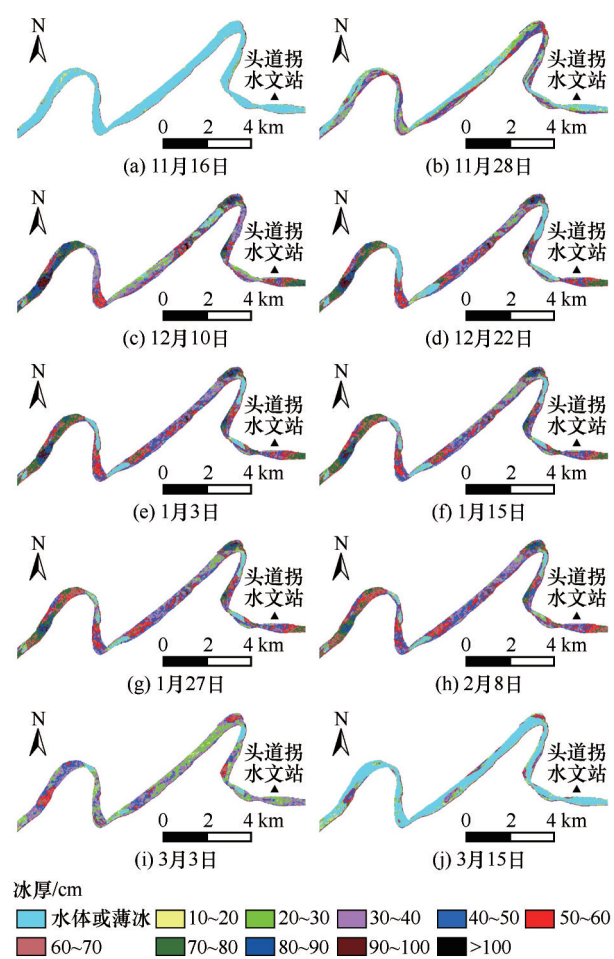 N
头道拐
水文站
0 2 4 km
(a) 11月16日
N
头道拐
水文站
0 2 4 km
(b) 11月28日
N
头道拐
水文站
0 2 4 km
(c) 12月10日
N
头道拐
水文站
0 2 4 km
(d) 12月22日
N
头道拐
水文站
0 2 4 km
(e) 1月3日
N
头道拐
水文站
0 2 4 km
(f) 1月15日
N
头道拐
水文站
0 2 4 km
(g) 1月27日
N
头道拐
水文站
0 2 4 km
(h) 2月8日
N
头道拐
水文站
0 2 4 km
(i) 3月3日
N
头道拐
水文站
0 2 4 km
(j) 3月15日
冰厚/cm
水体或薄冰 10~20 20~30 30~40 40~50 50~60
60~70 70~80 80~90 90~100 >100